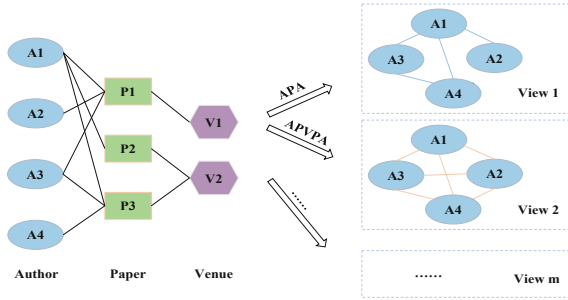 A1
A2
A3
A4
Author
P1
P2
P3
Paper
V1
V2
Venue
APA
APVPA
......
A1
A3
A2
A4
View 1
A1
A3
A2
A4
View 2
......
View m